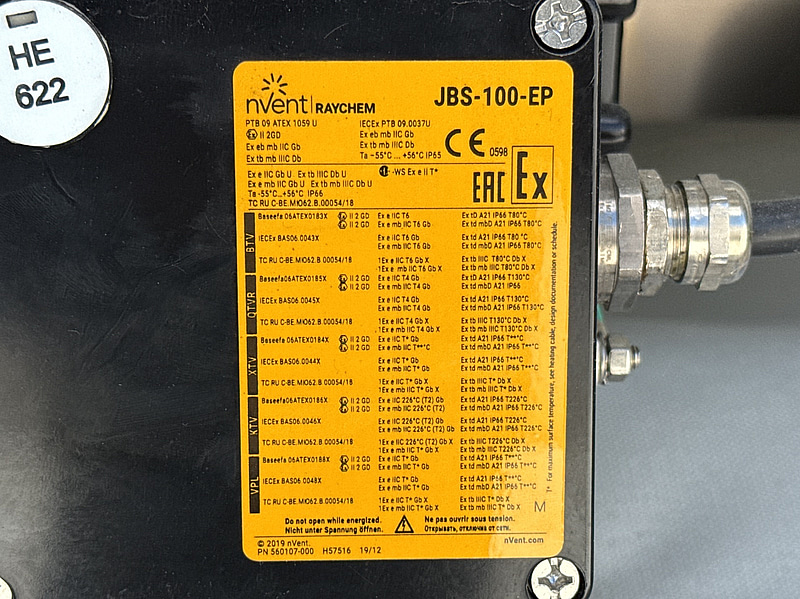 HE
622
nVent RAYCHEM
JBS-100-EP
PTB 09 ATEX 1059 U
II 2GD
Ex eb mb IIC Gb
Ex tb mb IIIC Db
IECEx PTB 09.0037U
Ex eb mb IIC Gb
Ex tb mb IIIC Db
Ta -55°C ... +56°C IP65
CE 0598
Ex e IIC Gb U Ex tb IIIC Db U
Ex e mb IIC Gb U Ex tb mb IIIC Db U
Ta -55°C...+56°C IP66
TC RU C-BE.МЮ62.B.00054/18
-WS Ex e II T*
EAC Ex
BTV
Baseefa 06ATEX0183X II 2 GD Ex e IIC T6 Ex tD A21 IP66 T80°C
II 2 GD Ex e mb IIC T6 Gb Ex td mbD A21 IP66 T80°C
IECEx BAS06.0043X Ex e IIC T6 Gb Ex td A21 IP66 T80°C
Ex e mb IIC T6 Gb Ex td mbD A21 IP66 T80°C
TC RU C-BE.МЮ62.B.00054/18 1Ex e IIC T6 Gb X Ex tb IIIC T80°C Db X
1Ex e mb IIC T6 Gb X Ex tb mb IIIC T80°C Db X
QTVR
Baseefa06ATEX0185X II 2 GD Ex e IIC T4 Gb Ex td A21 IP66 T130°C
II 2 GD Ex e mb IIC T4 Gb Ex td mbD A21 IP66
IECEx BAS06.0045X Ex e IIC T4 Gb Ex td A21 IP66 T130°C
Ex e mb IIC T4 Gb Ex td mbD A21 IP66 T130°C
TC RU C-BE.МЮ62.B.00054/18 1Ex e IIC T4 Gb X Ex tb IIIC T130°C Db X
1Ex e mb IIC T4 Gb X Ex tb mb IIIC T130°C Db X
XTV
Baseefa 06ATEX0184X II 2 GD Ex e IIC T* Gb Ex td A21 IP66 T**°C
II 2 GD Ex e mb IIC T**°C Ex td mbD A21 IP66 T**°C
IECEx BAS06.0044X Ex e IIC T* Gb Ex td A21 IP66 T**°C
Ex e mb IIC T* Gb Ex td mbD A21 IP66 T**°C
TC RU C-BE.МЮ62.B.00054/18 1Ex e IIC T* Gb X Ex tb IIIC T* Db X
1Ex e mb IIC T* Gb X Ex tb mb IIIC T* Db X
KTV
Baseefa 06ATEX0186X II 2 GD Ex e IIC 226°C (T2) Gb Ex td A21 IP66 T226°C
II 2 GD Ex e mb IIC 226°C (T2) Gb Ex td mbD A21 IP66 T226°C
IECEx BAS06.0046X Ex e IIC 226°C (T2) Gb Ex td A21 IP66 T226°C
Ex e mb IIC 226°C (T2) Gb Ex td mbD A21 IP66 T226°C
TC RU C-BE.МЮ62.B.00054/18 1Ex e IIC 226°C (T2) Gb X Ex tb IIIC T226°C Db X
1Ex e mb IIC T* Gb X Ex tb mb IIIC T226°C Db X
VPL
Baseefa 06ATEX0188X II 2 GD Ex e IIC T* Gb Ex td A21 IP66 T**°C
II 2 GD Ex e mb IIC T* Gb Ex td mbD A21 IP66 T**°C
IECEx BAS06.0048X Ex e IIC T* Gb Ex td A21 IP66 T**°C
Ex e mb IIC T* Gb Ex td mbD A21 IP66 T**°C
TC RU C-BE.МЮ62.B.00054/18 1Ex e IIC T* Gb X Ex tb IIIC T* Db X
1Ex e mb IIC T* Gb X Ex tb mb IIIC T* Db X
M
T* For maximum surface temperature, see heating cable, design documentation or schedule.
Do not open while energized.
Nicht unter Spannung öffnen.
Ne pas ouvrir sous tension.
Открывать, отключив от сети.
© 2019 nVent.
PN 560107-000 H57516 19/12
nVent.com